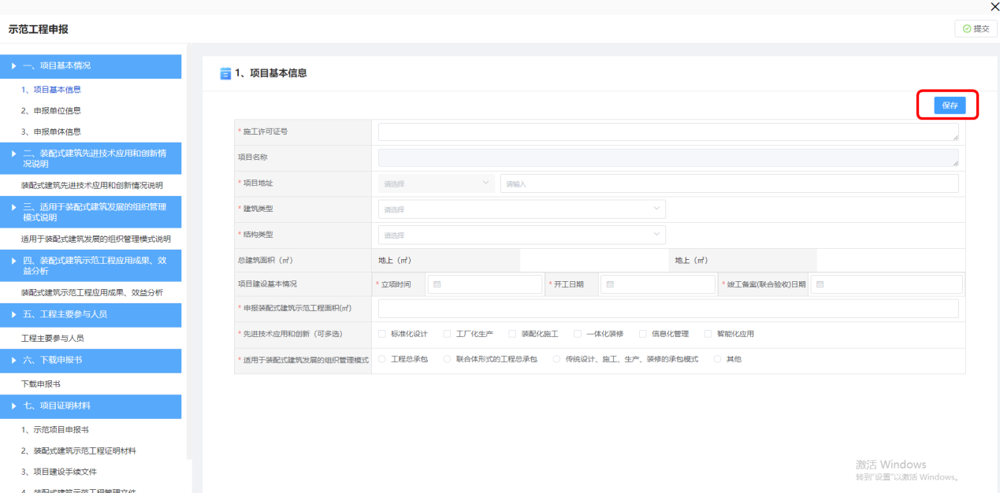 示范工程申报
提交
一、项目基本情况
1、项目基本信息
2、申报单位信息
3、申报单体信息
二、装配式建筑先进技术应用和创新情
况说明
装配式建筑先进技术应用和创新情况说明
三、适用于装配式建筑发展的组织管理
模式说明
适用于装配式建筑发展的组织管理模式说明
四、装配式建筑示范工程应用成果、效
益分析
装配式建筑示范工程应用成果、效益分析
五、工程主要参与人员
工程主要参与人员
六、下载申报书
下载申报书
七、项目证明材料
1、示范项目申报书
2、装配式建筑示范工程证明材料
3、项目建设手续文件
4、装配式建筑示范工程管理文件
1、项目基本信息
保存
* 施工许可证号
项目名称
* 项目地址 请选择 请输入
* 建筑类型 请选择
* 结构类型 请选择
总建筑面积（㎡） 地上（㎡） 地上（㎡）
项目建设基本情况 * 立项时间 * 开工日期 * 竣工备案(联合验收)日期
* 申报装配式建筑示范工程面积(㎡)
* 先进技术应用和创新（可多选） 标准化设计 工厂化生产 装配化施工 一体化装修 信息化管理 智能化应用
* 适用于装配式建筑发展的组织管理模式 工程总承包 联合体形式的工程总承包 传统设计、施工、生产、装修的承包模式 其他
激活 Windows
转到"设置"以激活 Windows。